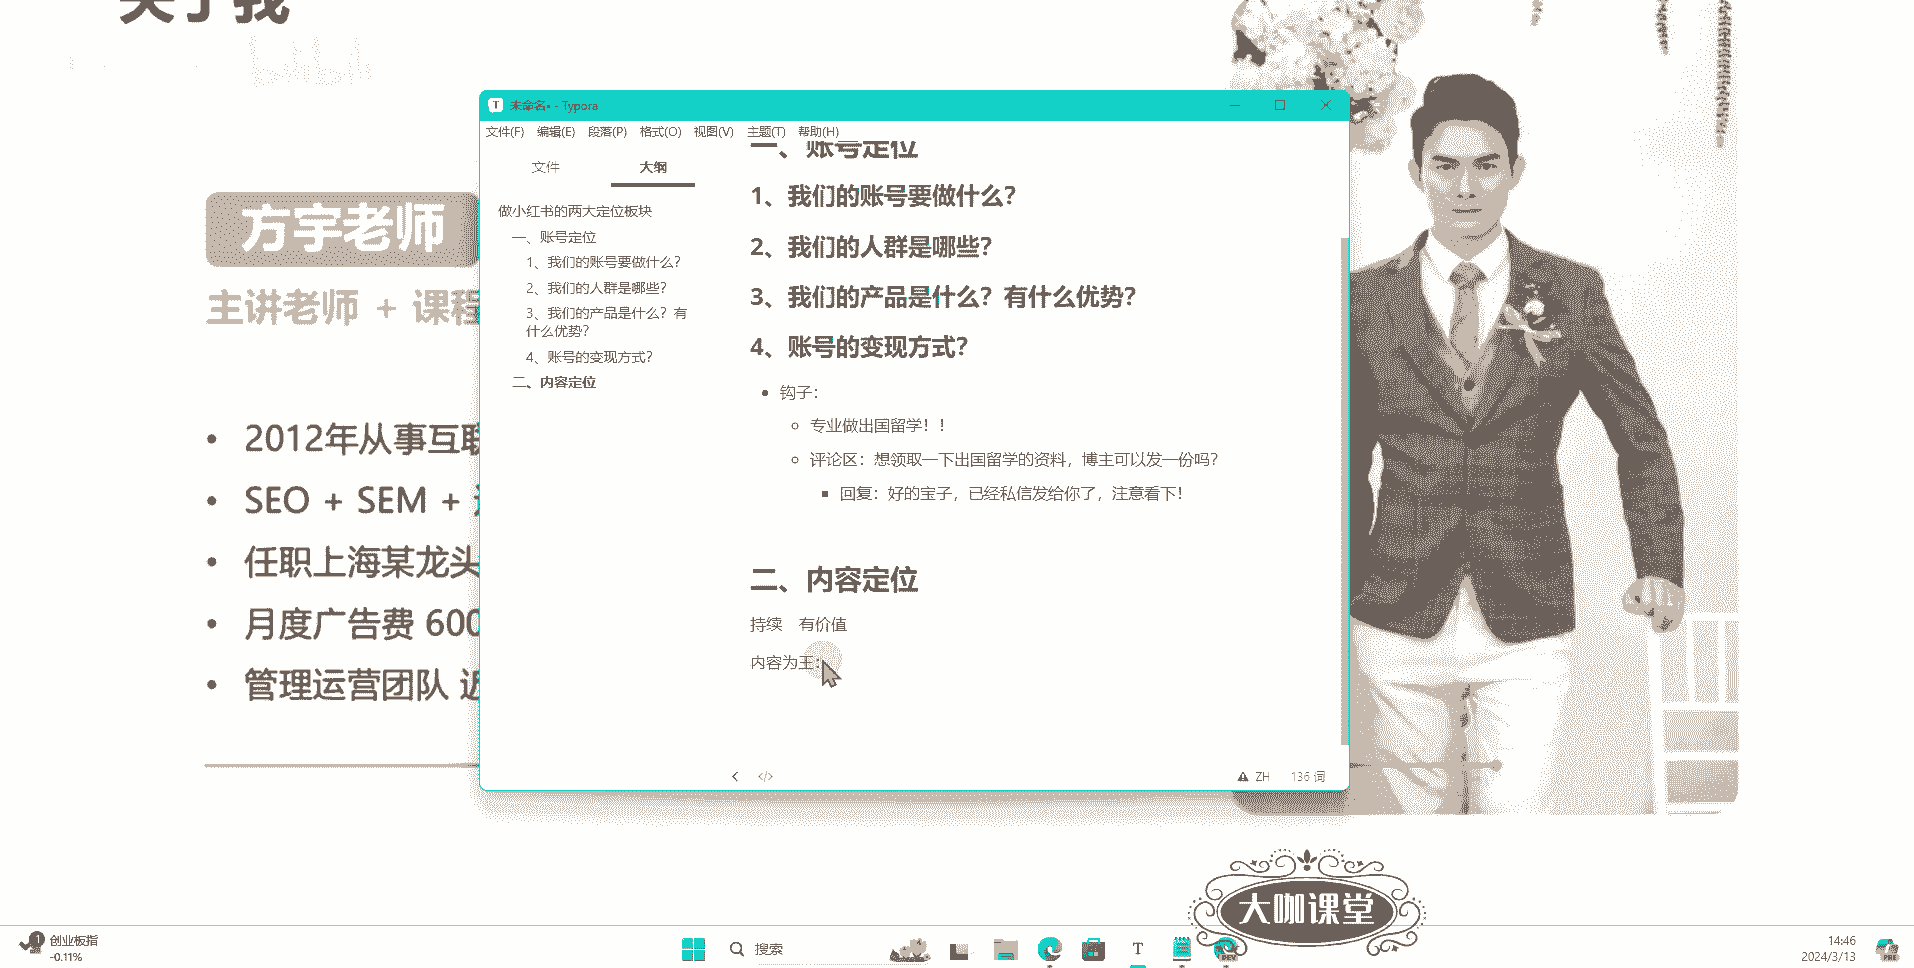 关于我
bilibili
方宇老师
主讲老师 + 课程
• 2012年从事互联
• SEO + SEM +
• 任职上海某龙头
• 月度广告费 600
• 管理运营团队 近
未命名• - Typora
文件(F) 编辑(E) 段落(P) 格式(O) 视图(V) 主题(T) 帮助(H)
文件 大纲
做小红书的两大定位板块
一、账号定位
1、我们的账号要做什么？
2、我们的人群是哪些？
3、我们的产品是什么？有
什么优势？
4、账号的变现方式？
二、内容定位
一、账号定位
1、我们的账号要做什么？
2、我们的人群是哪些？
3、我们的产品是什么？有什么优势？
4、账号的变现方式？
• 钩子：
◦ 专业做出国留学！！
◦ 评论区：想领取一下出国留学的资料，博主可以发一份吗？
▪ 回复：好的宝子，已经私信发给你了，注意看下！
二、内容定位
持续 有价值
内容为王：
ZH 136 词
大咖课堂
1 创业板指
-0.11%
搜索
T
DEV
14:46
2024/3/13
PRE